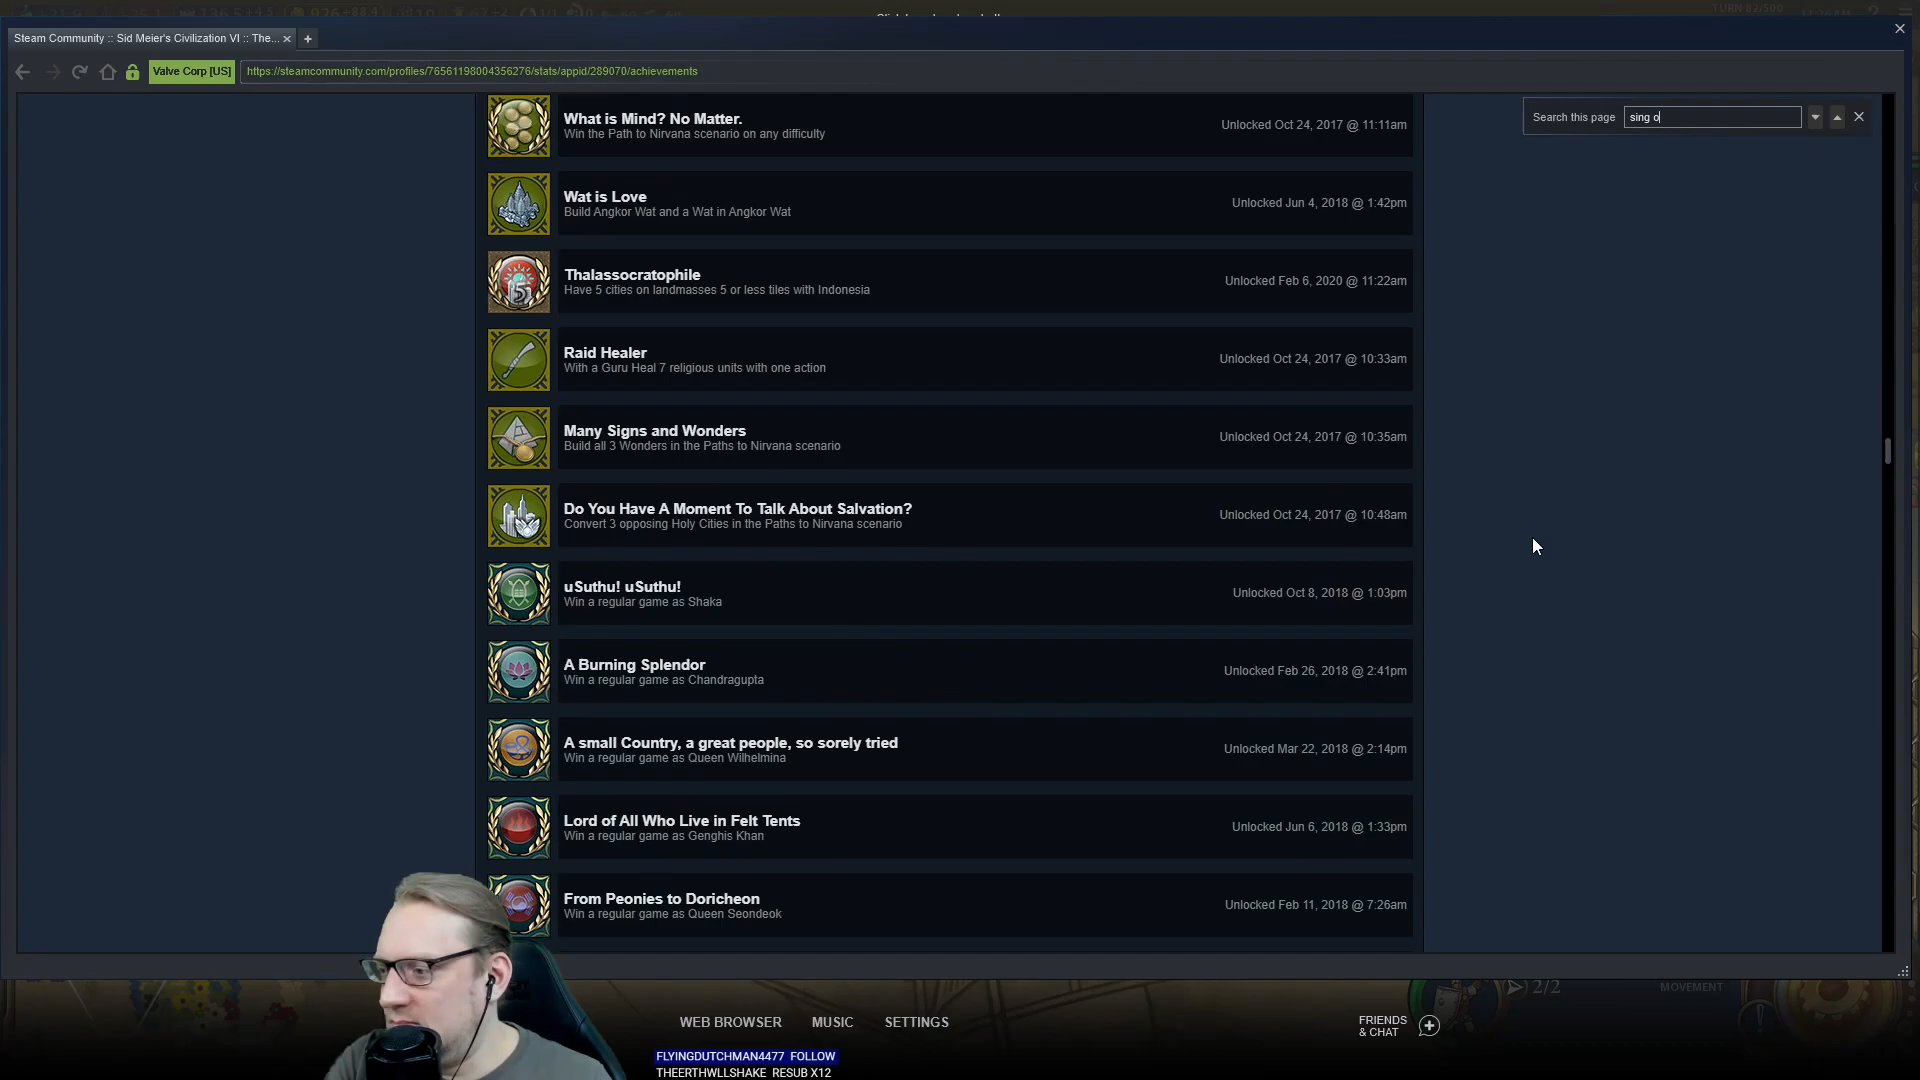 TURN 82/500
Steam Community :: Sid Meier's Civilization VI :: The...
Valve Corp [US]
https://steamcommunity.com/profiles/76561198004356276/stats/appid/289070/achievements
Search this page
sing o
What is Mind? No Matter.
Win the Path to Nirvana scenario on any difficulty
Unlocked Oct 24, 2017 @ 11:11am
Wat is Love
Build Angkor Wat and a Wat in Angkor Wat
Unlocked Jun 4, 2018 @ 1:42pm
Thalassocratophile
Have 5 cities on landmasses 5 or less tiles with Indonesia
Unlocked Feb 6, 2020 @ 11:22am
Raid Healer
With a Guru Heal 7 religious units with one action
Unlocked Oct 24, 2017 @ 10:33am
Many Signs and Wonders
Build all 3 Wonders in the Paths to Nirvana scenario
Unlocked Oct 24, 2017 @ 10:35am
Do You Have A Moment To Talk About Salvation?
Convert 3 opposing Holy Cities in the Paths to Nirvana scenario
Unlocked Oct 24, 2017 @ 10:48am
uSuthu! uSuthu!
Win a regular game as Shaka
Unlocked Oct 8, 2018 @ 1:03pm
A Burning Splendor
Win a regular game as Chandragupta
Unlocked Feb 26, 2018 @ 2:41pm
A small Country, a great people, so sorely tried
Win a regular game as Queen Wilhelmina
Unlocked Mar 22, 2018 @ 2:14pm
Lord of All Who Live in Felt Tents
Win a regular game as Genghis Khan
Unlocked Jun 6, 2018 @ 1:33pm
From Peonies to Doricheon
Win a regular game as Queen Seondeok
Unlocked Feb 11, 2018 @ 7:26am
2/2
MOVEMENT
WEB BROWSER
MUSIC
SETTINGS
FRIENDS
& CHAT
FLYINGDUTCHMAN4477 FOLLOW
THEERTHWLLSHAKE RESUB X12